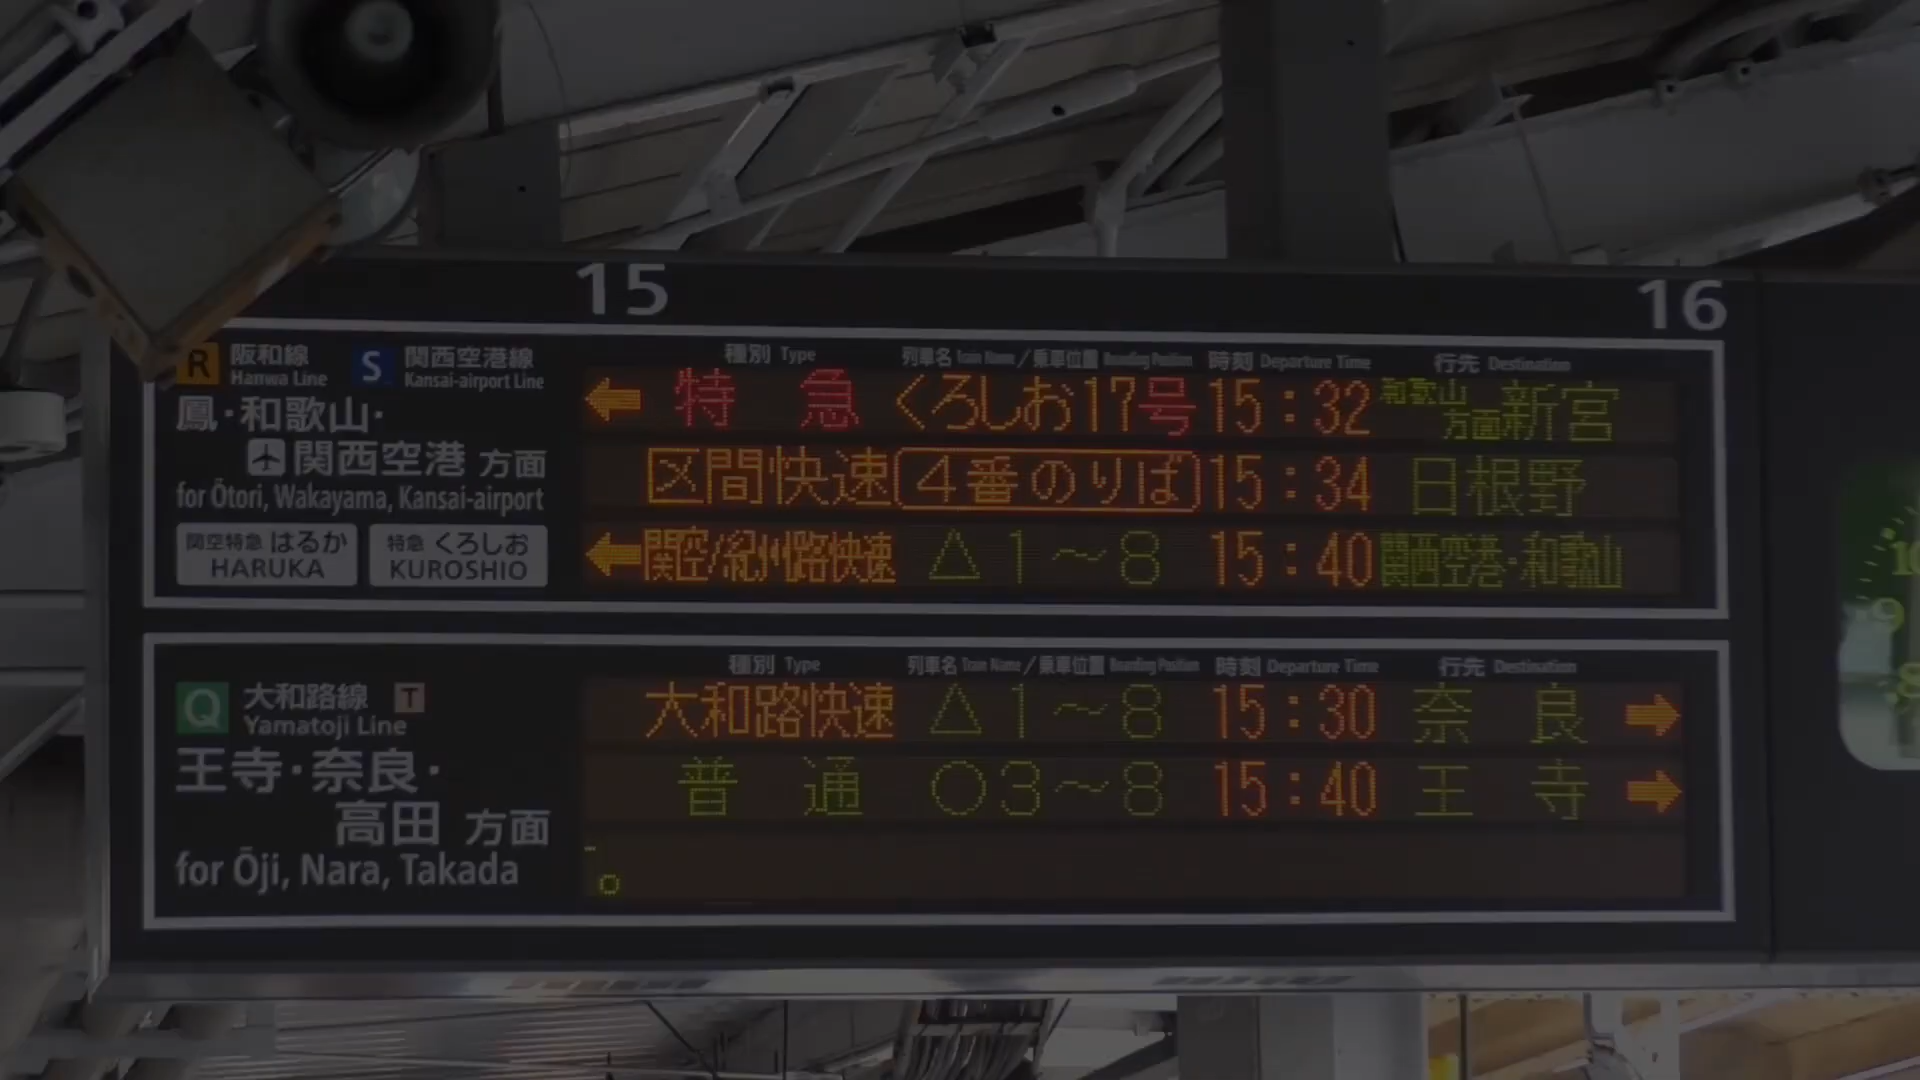 15
16
R 阪和線 Hanwa Line S 関西空港線 Kansai-airport Line
鳳・和歌山・
関西空港 方面
for Ōtori, Wakayama, Kansai-airport
関空特急 はるか HARUKA
特急 くろしお KUROSHIO
種別 Type 列車名 Train Name / 乗車位置 Boarding Position 時刻 Departure Time 行先 Destination
← 特急 くろしお17号 15:32 和歌山方面新宮
区間快速 4番のりば 15:34 日根野
← 関空/紀州路快速 △1〜8 15:40 関西空港・和歌山
Q 大和路線 Yamatoji Line T
王寺・奈良・
高田 方面
for Ōji, Nara, Takada
種別 Type 列車名 Train Name / 乗車位置 Boarding Position 時刻 Departure Time 行先 Destination
大和路快速 △1〜8 15:30 奈良 →
普通 ○3〜8 15:40 王寺 →
。
10
9
8